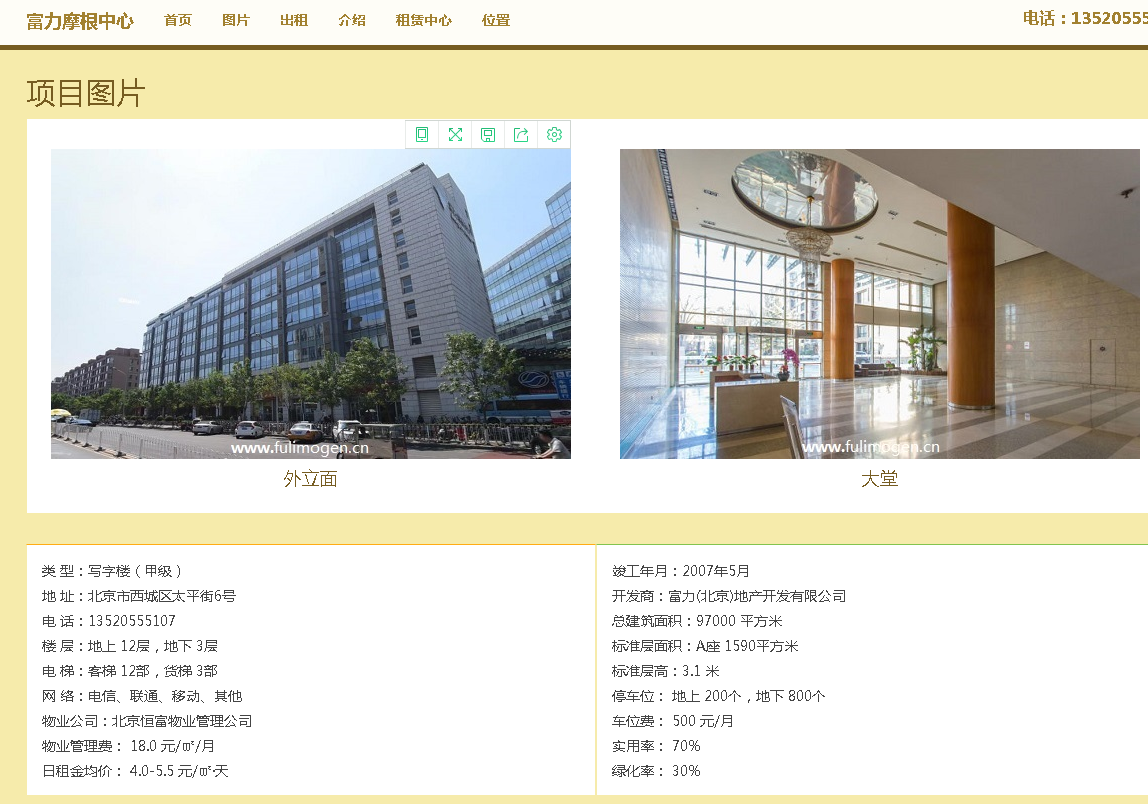 富力摩根中心 首页 图片 出租 介绍 租赁中心 位置 电话：13520555
项目图片
www.fulimogen.cn
www.fulimogen.cn
外立面
大堂
类 型：写字楼（甲级）
地 址：北京市西城区太平街6号
电 话：13520555107
楼 层：地上 12层，地下 3层
电 梯：客梯 12部，货梯 3部
网 络：电信、联通、移动、其他
物业公司：北京恒富物业管理公司
物业管理费： 18.0 元/㎡/月
日租金均价： 4.0-5.5 元/㎡·天
竣工年月：2007年5月
开发商：富力(北京)地产开发有限公司
总建筑面积：97000 平方米
标准层面积：A座 1590平方米
标准层高：3.1 米
停车位： 地上 200个，地下 800个
车位费： 500 元/月
实用率： 70%
绿化率： 30%